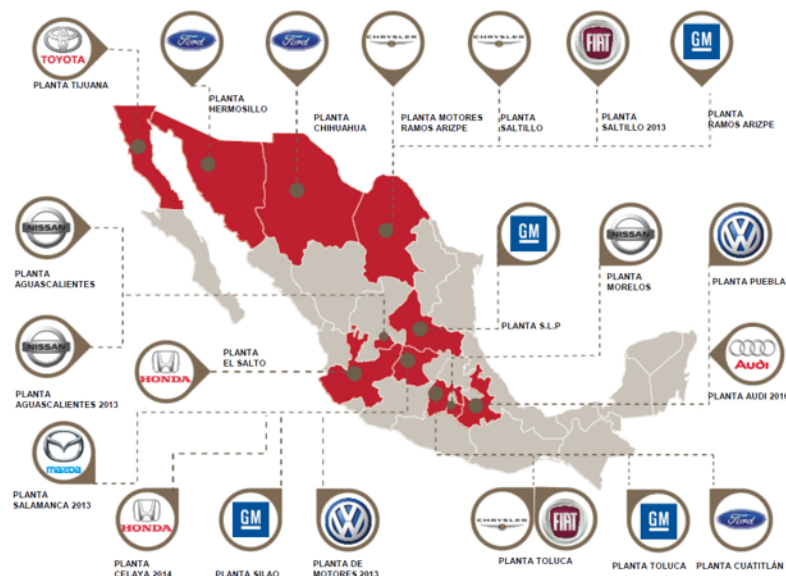 TOYOTA
PLANTA TIJUANA
Ford
PLANTA
HERMOSILLO
Ford
PLANTA
CHIHUAHUA
CHRYSLER
PLANTA MOTORES
RAMOS ARIZPE
CHRYSLER
PLANTA
SALTILLO
FIAT
PLANTA
SALTILLO 2013
GM
PLANTA
RAMOS ARIZPE
NISSAN
PLANTA
AGUASCALIENTES
GM
PLANTA S.L.P
NISSAN
PLANTA
MORELOS
PLANTA PUEBLA
NISSAN
PLANTA
AGUASCALIENTES 2013
HONDA
PLANTA
EL SALTO
Audi
PLANTA AUDI 2016
mazda
PLANTA
SALAMANCA 2013
HONDA
PLANTA
CELAYA 2014
GM
PLANTA SILAO
PLANTA DE
MOTORES 2013
CHRYSLER
FIAT
PLANTA TOLUCA
GM
PLANTA TOLUCA
Ford
PLANTA CUATITLÁN